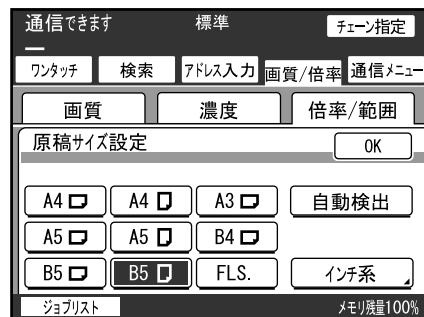 通信できます 標準 チェーン指定
ワンタッチ 検索 アドレス入力 画質/倍率 通信メニュー
画質 濃度 倍率/範囲
原稿サイズ設定 OK
A4 A4 A3 自動検出
A5 A5 B4
B5 B5 FLS. インチ系
ジョブリスト メモリ残量100%